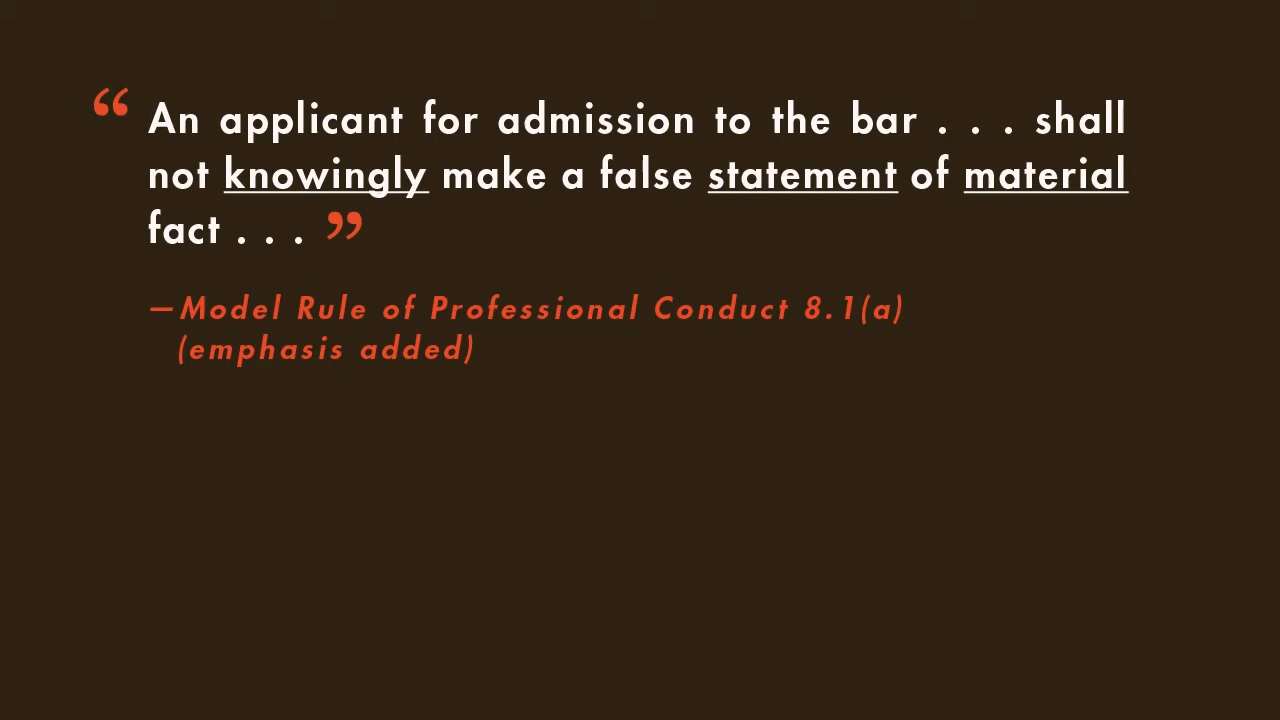 “ An applicant for admission to the bar . . . shall
not knowingly make a false statement of material
fact . . . ”
—Model Rule of Professional Conduct 8.1(a)
(emphasis added)